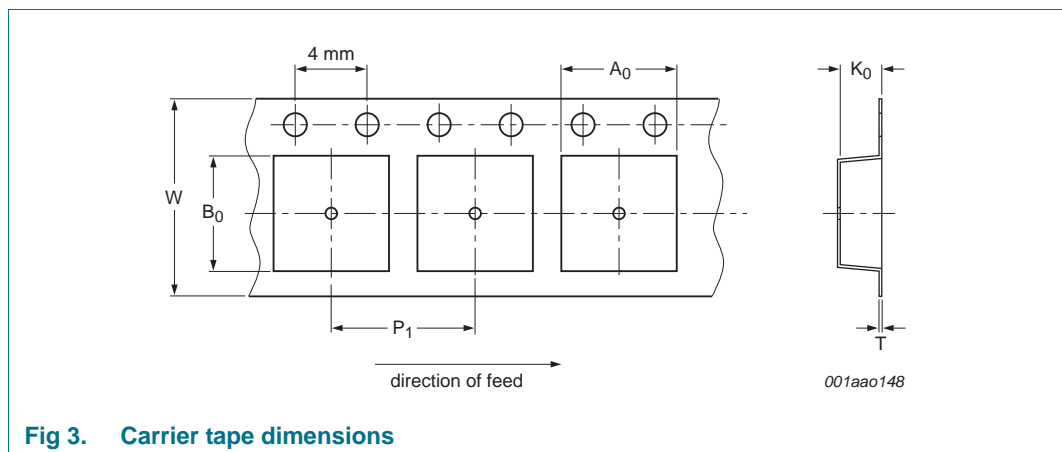 4 mm
A0
K0
W
B0
P1
T
direction of feed
001aao148
Fig 3. Carrier tape dimensions